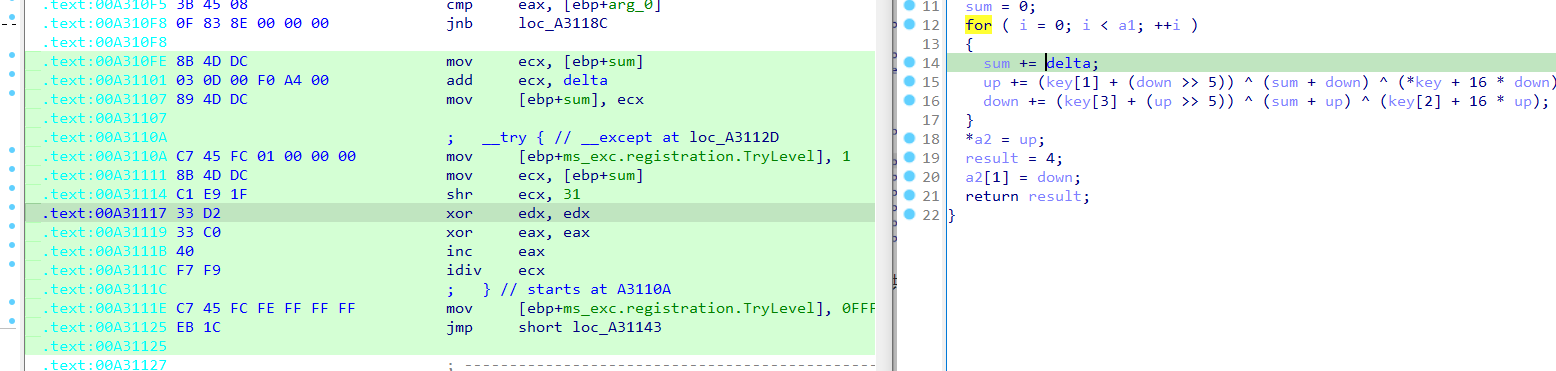 .text:00A310F5 3B 45 08 cmp eax, [ebp+arg_0]
.text:00A310F8 0F 83 8E 00 00 00 jnb loc_A3118C
.text:00A310F8
.text:00A310FE 8B 4D DC mov ecx, [ebp+sum]
.text:00A31101 03 0D 00 F0 A4 00 add ecx, delta
.text:00A31107 89 4D DC mov [ebp+sum], ecx
.text:00A31107
.text:00A3110A ; __try { // __except at loc_A3112D
.text:00A3110A C7 45 FC 01 00 00 00 mov [ebp+ms_exc.registration.TryLevel], 1
.text:00A31111 8B 4D DC mov ecx, [ebp+sum]
.text:00A31114 C1 E9 1F shr ecx, 31
.text:00A31117 33 D2 xor edx, edx
.text:00A31119 33 C0 xor eax, eax
.text:00A3111B 40 inc eax
.text:00A3111C F7 F9 idiv ecx
.text:00A3111C ; } // starts at A3110A
.text:00A3111E C7 45 FC FE FF FF FF mov [ebp+ms_exc.registration.TryLevel], 0FFF
.text:00A31125 EB 1C jmp short loc_A31143
.text:00A31125
.text:00A31127 ; ----------------------------------------------
11 sum = 0;
12 for ( i = 0; i < a1; ++i )
13 {
14 sum += delta;
15 up += (key[1] + (down >> 5)) ^ (sum + down) ^ (*key + 16 * down)
16 down += (key[3] + (up >> 5)) ^ (sum + up) ^ (key[2] + 16 * up);
17 }
18 *a2 = up;
19 result = 4;
20 a2[1] = down;
21 return result;
22 }